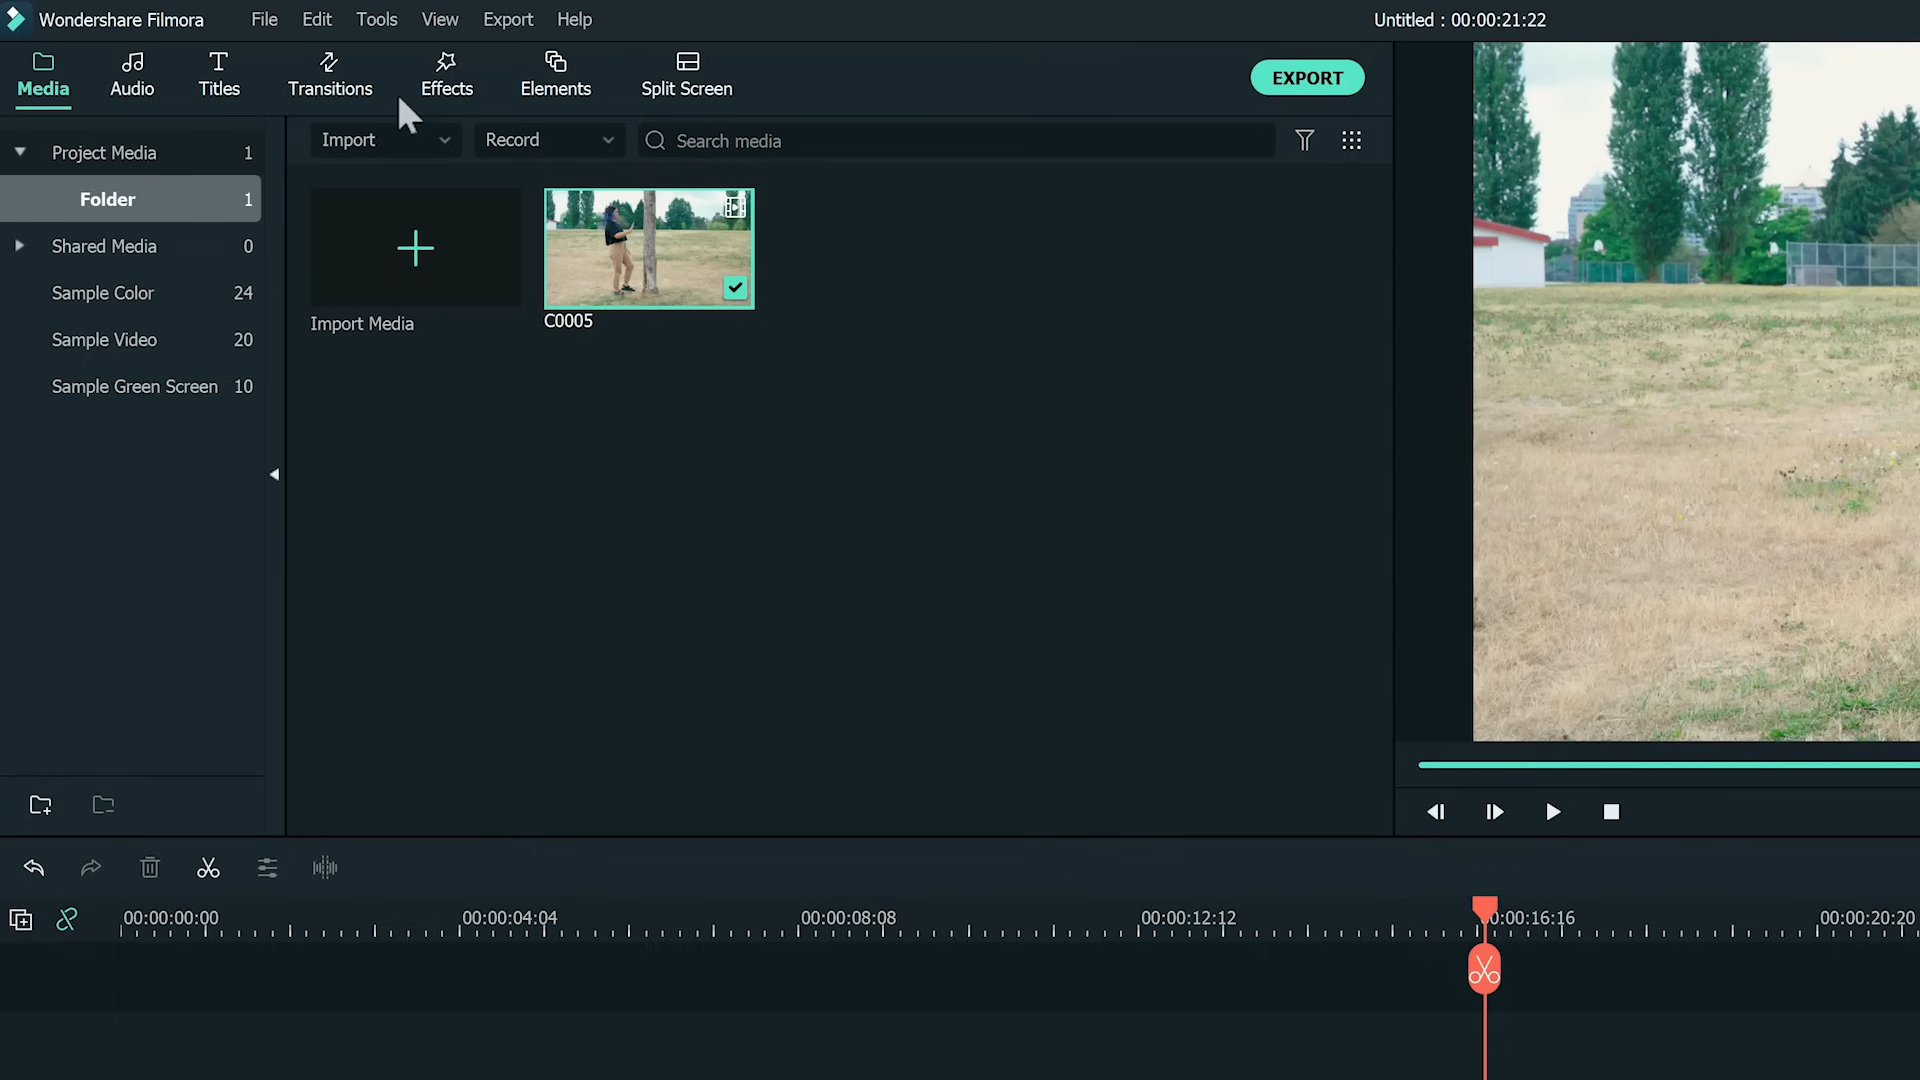 Wondershare Filmora File Edit Tools View Export Help Untitled : 00:00:21:22
Media Audio Titles Transitions Effects Elements Split Screen EXPORT
Import Record Search media
Project Media 1
Folder 1
Shared Media 0
Sample Color 24
Sample Video 20
Sample Green Screen 10
Import Media C0005
00:00:00:00 00:00:04:04 00:00:08:08 00:00:12:12 00:00:16:16 00:00:20:20